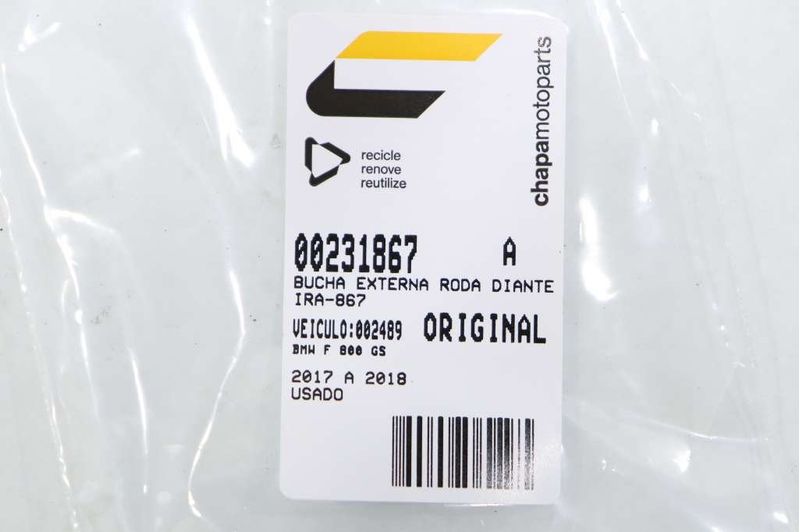 chapamotoparts
recicle
renove
reutilize
00231867 A
BUCHA EXTERNA RODA DIANTE
IRA-867
VEICULO:002489 ORIGINAL
BMW F 800 GS
2017 A 2018
USADO